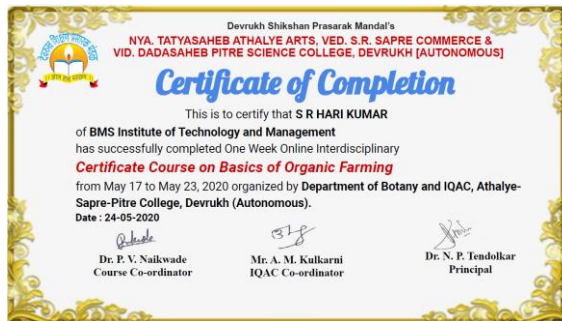 Devrukh Shikshan Prasarak Mandal's
NYA. TATYASAHEB ATHALYE ARTS, VED. S.R. SAPRE COMMERCE &
VID. DADASAHEB PITRE SCIENCE COLLEGE, DEVRUKH [AUTONOMOUS]
Certificate of Completion
This is to certify that S R HARI KUMAR
of BMS Institute of Technology and Management
has successfully completed One Week Online Interdisciplinary
Certificate Course on Basics of Organic Farming
from May 17 to May 23, 2020 organized by Department of Botany and IQAC, Athalye-
Sapre-Pitre College, Devrukh (Autonomous).
Date : 24-05-2020
Dr. P. V. Naikwade
Course Co-ordinator
Mr. A. M. Kulkarni
IQAC Co-ordinator
Dr. N. P. Tendolkar
Principal